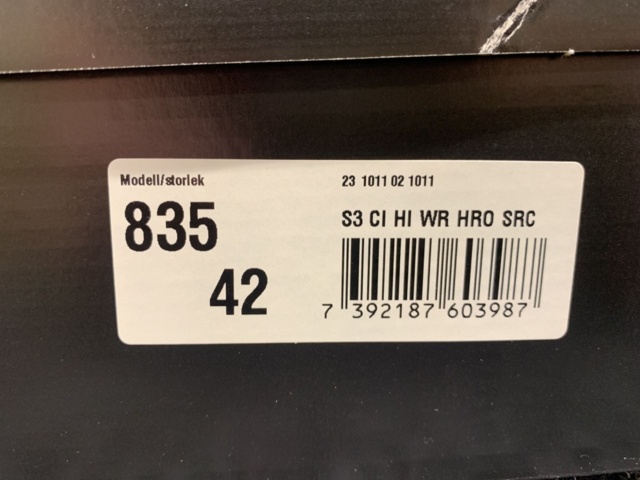 Modell/storlek
835
42
23 1011 02 1011
S3 CI HI WR HRO SRC
7 392187 603987